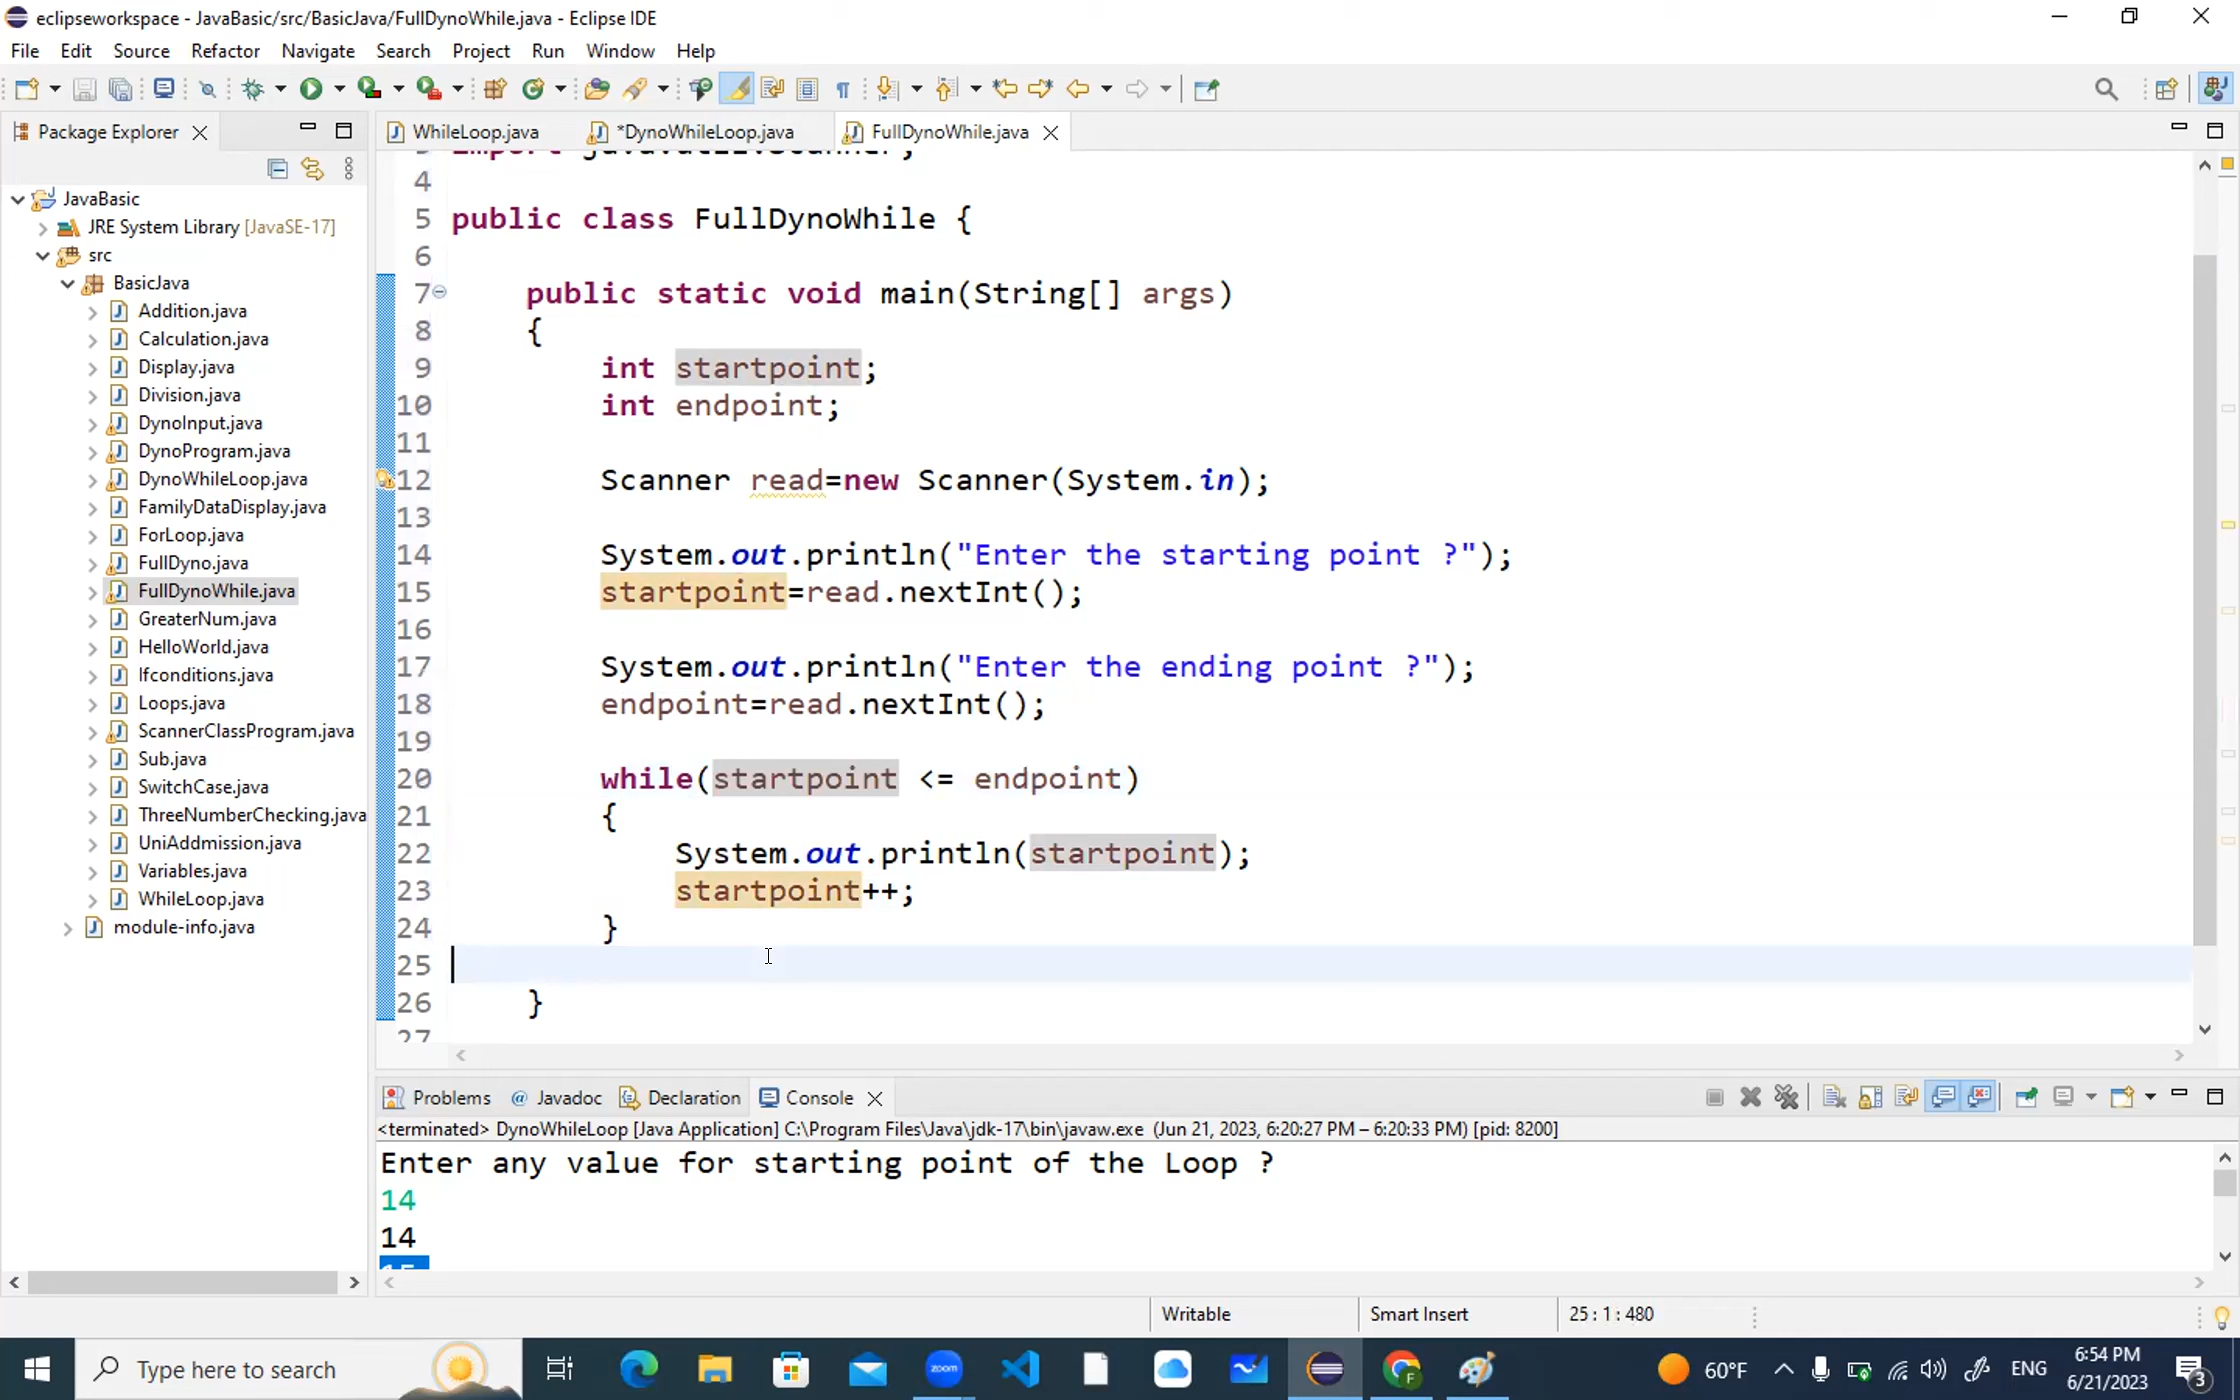 eclipseworkspace - JavaBasic/src/BasicJava/FullDynoWhile.java - Eclipse IDE
File Edit Source Refactor Navigate Search Project Run Window Help
Package Explorer
WhileLoop.java *DynoWhileLoop.java FullDynoWhile.java
JavaBasic
JRE System Library [JavaSE-17]
src
BasicJava
Addition.java
Calculation.java
Display.java
Division.java
DynoInput.java
DynoProgram.java
DynoWhileLoop.java
FamilyDataDisplay.java
ForLoop.java
FullDyno.java
FullDynoWhile.java
GreaterNum.java
HelloWorld.java
Ifconditions.java
Loops.java
ScannerClassProgram.java
Sub.java
SwitchCase.java
ThreeNumberChecking.java
UniAddmission.java
Variables.java
WhileLoop.java
module-info.java
3 import java.util.Scanner;
4
5 public class FullDynoWhile {
6
7 public static void main(String[] args)
8 {
9 int startpoint;
10 int endpoint;
11
12 Scanner read=new Scanner(System.in);
13
14 System.out.println("Enter the starting point ?");
15 startpoint=read.nextInt();
16
17 System.out.println("Enter the ending point ?");
18 endpoint=read.nextInt();
19
20 while(startpoint <= endpoint)
21 {
22 System.out.println(startpoint);
23 startpoint++;
24 }
25
26 }
27
Problems @ Javadoc Declaration Console
<terminated> DynoWhileLoop [Java Application] C:\Program Files\Java\jdk-17\bin\javaw.exe (Jun 21, 2023, 6:20:27 PM – 6:20:33 PM) [pid: 8200]
Enter any value for starting point of the Loop ?
14
14
15
Writable Smart Insert 25 : 1 : 480
Type here to search
zoom
F
60°F
ENG
6:54 PM
6/21/2023
3